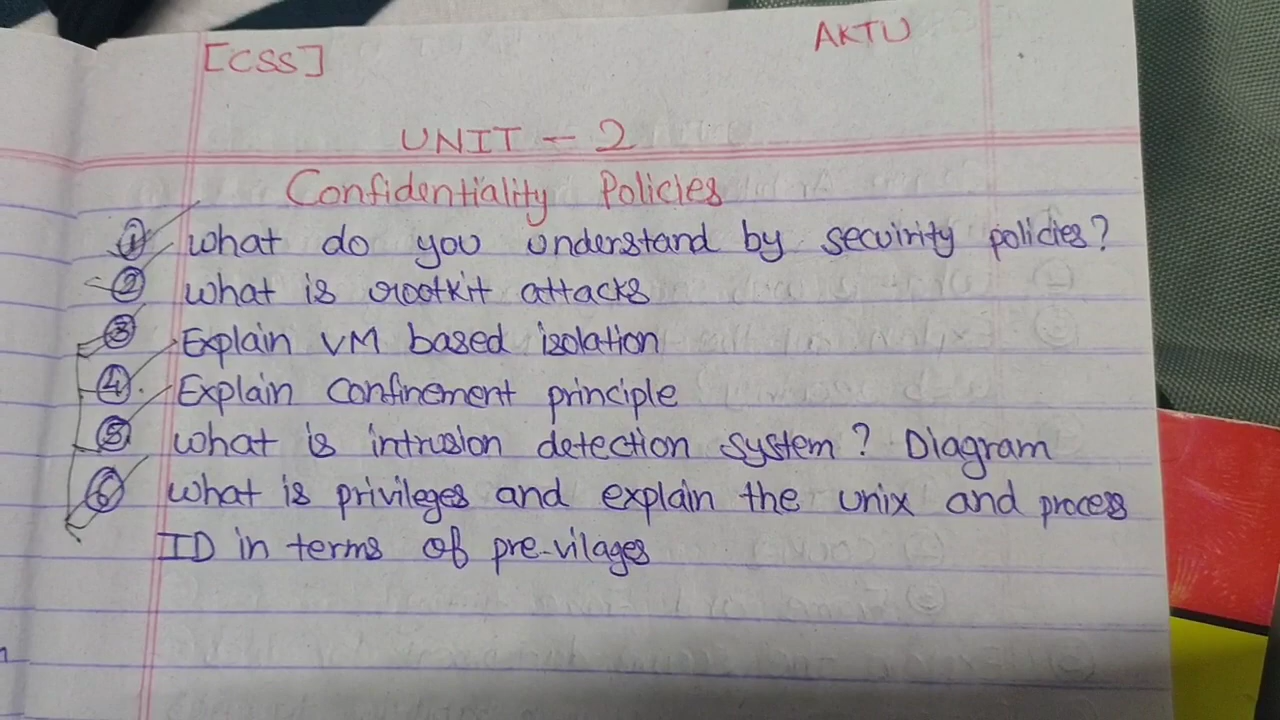 [CSS]
AKTU
UNIT - 2
Confidentiality Policies
① What do you understand by secuirity policies?
② What is rootkit attacks
③ Explain VM based isolation
④. Explain Confinement principle
⑤ What is intrusion detection system? Diagram
⑥ What is privileges and explain the unix and process
ID in terms of pre-vilages